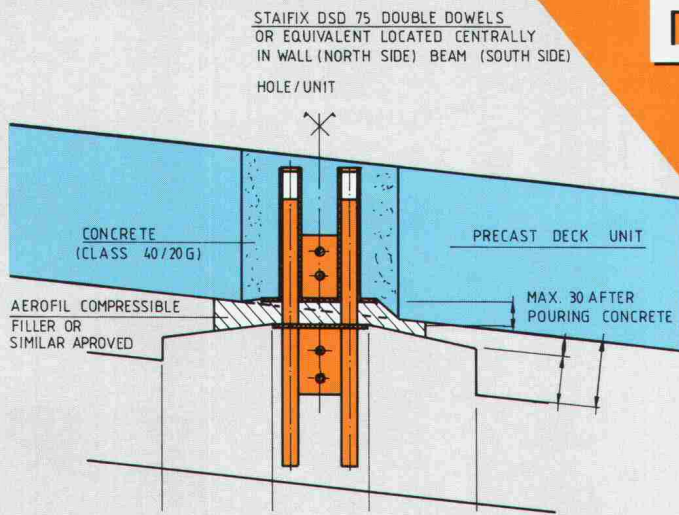 STAIFIX DSD 75 DOUBLE DOWELS
OR EQUIVALENT LOCATED CENTRALLY
IN WALL (NORTH SIDE) BEAM (SOUTH SIDE)
HOLE/UNIT
CONCRETE
(CLASS 40/20G)
PRECAST DECK UNIT
AEROFIL COMPRESSIBLE
FILLER OR
SIMILAR APROVED
MAX. 30 AFTER
POURING CONCRETE